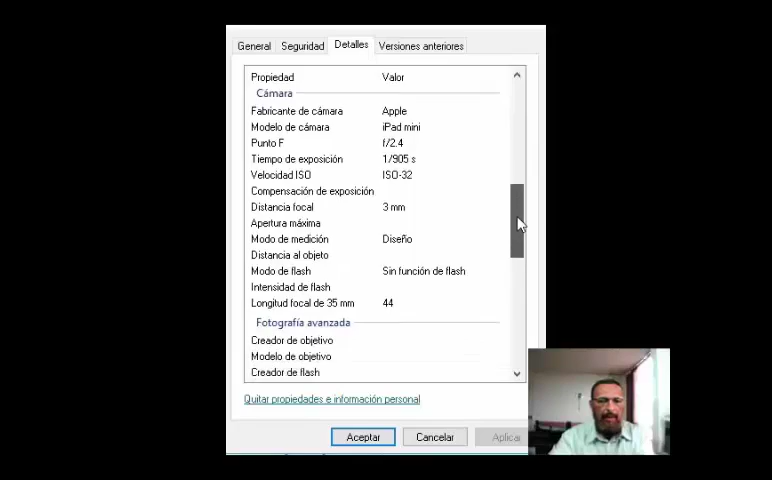 General Seguridad Detalles Versiones anteriores
Propiedad Valor
Cámara
Fabricante de cámara Apple
Modelo de cámara iPad mini
Punto F f/2.4
Tiempo de exposición 1/905 s
Velocidad ISO ISO-32
Compensación de exposición
Distancia focal 3 mm
Apertura máxima
Modo de medición Diseño
Distancia al objeto
Modo de flash Sin función de flash
Intensidad de flash
Longitud focal de 35 mm 44
Fotografía avanzada
Creador de objetivo
Modelo de objetivo
Creador de flash
Quitar propiedades e información personal
Aceptar Cancelar Aplicar